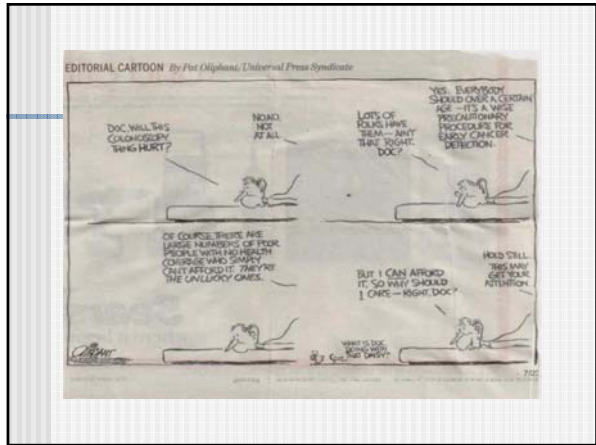 EDITORIAL CARTOON By Pat Oliphant/Universal Press Syndicate
DOC, WILL THIS
COLONOSCOPY
THING HURT?
NO, NO,
NOT
AT ALL.
LOTS OF
FOLKS HAVE
THEM — AIN'T
THAT RIGHT,
DOC?
YES. EVERYBODY
SHOULD OVER A CERTAIN
AGE — IT'S A WISE
PRECAUTIONARY
PROCEDURE FOR
EARLY CANCER
DETECTION.
OF COURSE, THERE ARE
LARGE NUMBERS OF POOR
PEOPLE WITH NO HEALTH
COVERAGE WHO SIMPLY
CAN'T AFFORD IT. THEY'RE
THE UNLUCKY ONES.
OLIPHANT
BUT I CAN AFFORD
IT, SO WHY SHOULD
I CARE — RIGHT, DOC?
HOLD STILL.
THIS MAY
GET YOUR
ATTENTION.
WHAT IS DOC
DOING WITH
THAT DAISY?